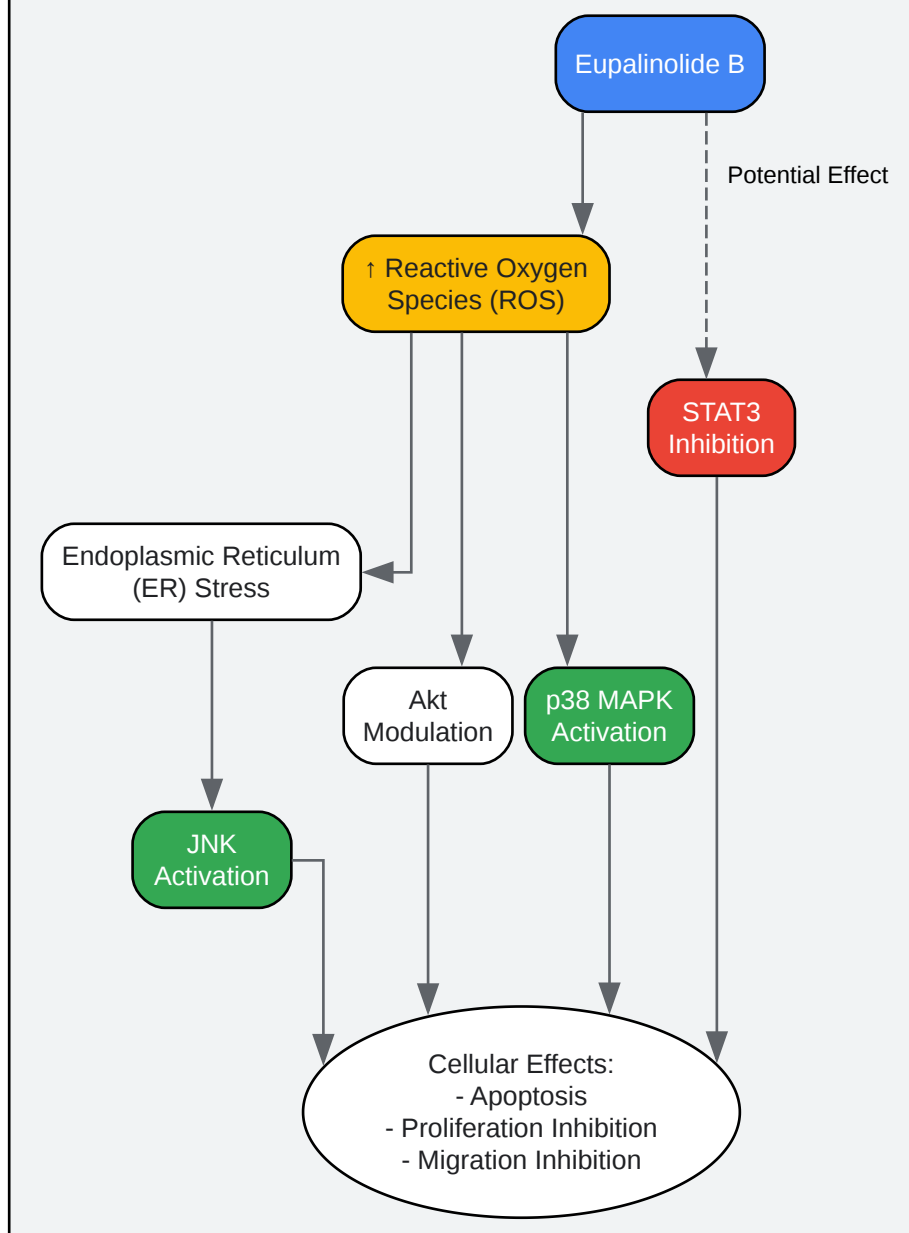 Eupalinolide B
Potential Effect
↑ Reactive Oxygen
Species (ROS)
STAT3
Inhibition
Endoplasmic Reticulum
(ER) Stress
Akt
Modulation
p38 MAPK
Activation
JNK
Activation
Cellular Effects:
- Apoptosis
- Proliferation Inhibition
- Migration Inhibition